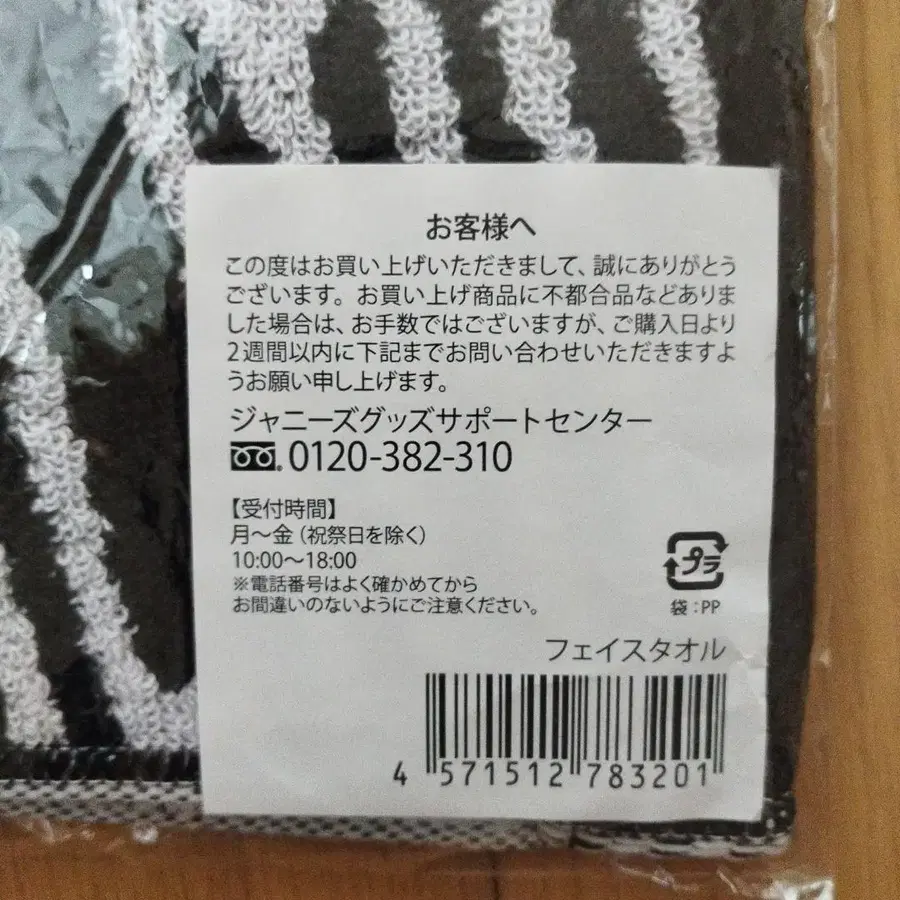 お客様へ
この度はお買い上げいただきまして、誠にありがとう
ございます。お買い上げ商品に不都合品などありま
した場合は、お手数ではございますが、ご購入日より
2週間以内に下記までお問い合わせいただきますよ
うお願い申し上げます。
ジャニーズグッズサポートセンター
0120-382-310
【受付時間】
月〜金（祝祭日を除く）
10:00〜18:00
※電話番号はよく確かめてから
お間違いのないようにご注意ください。
プラ
袋:PP
フェイスタオル
4 571512 783201